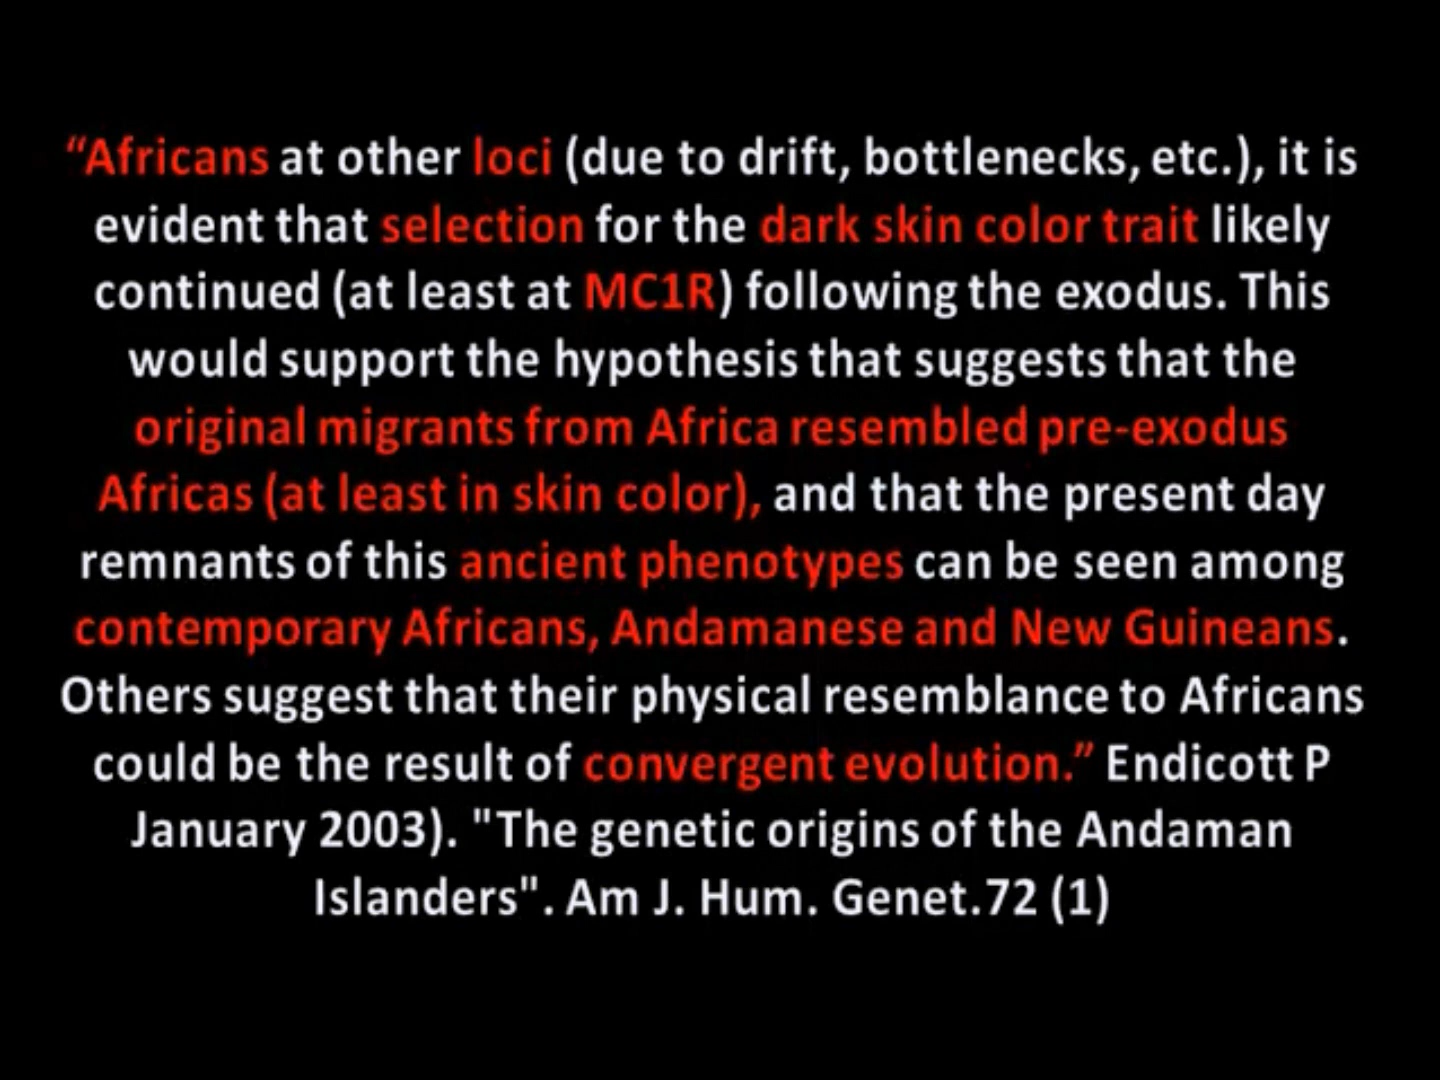 “Africans at other loci (due to drift, bottlenecks, etc.), it is
evident that selection for the dark skin color trait likely
continued (at least at MC1R) following the exodus. This
would support the hypothesis that suggests that the
original migrants from Africa resembled pre-exodus
Africas (at least in skin color), and that the present day
remnants of this ancient phenotypes can be seen among
contemporary Africans, Andamanese and New Guineans.
Others suggest that their physical resemblance to Africans
could be the result of convergent evolution.” Endicott P
January 2003). "The genetic origins of the Andaman
Islanders". Am J. Hum. Genet.72 (1)